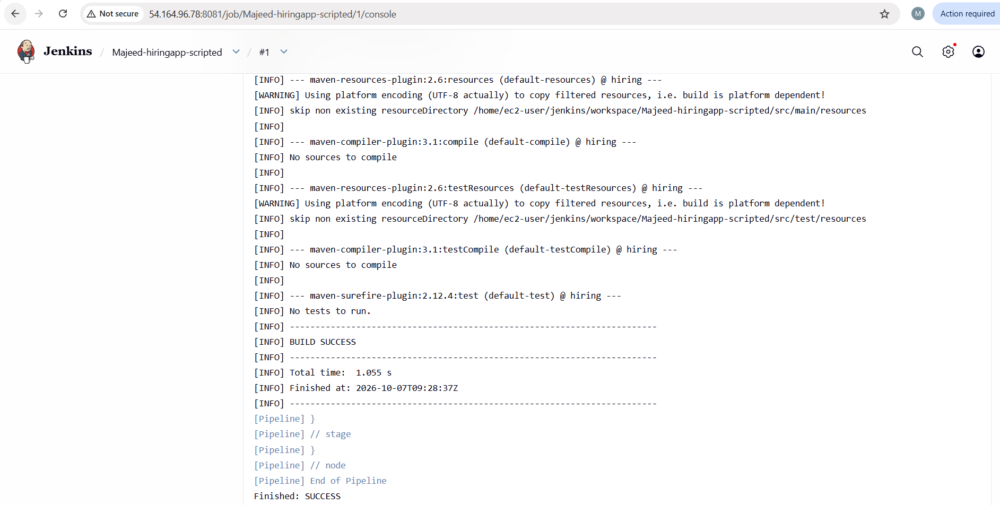 Not secure 54.164.96.78:8081/job/Majeed-hiringapp-scripted/1/console M Action required
Jenkins / Majeed-hiringapp-scripted / #1
[INFO] --- maven-resources-plugin:2.6:resources (default-resources) @ hiring ---
[WARNING] Using platform encoding (UTF-8 actually) to copy filtered resources, i.e. build is platform dependent!
[INFO] skip non existing resourceDirectory /home/ec2-user/jenkins/workspace/Majeed-hiringapp-scripted/src/main/resources
[INFO]
[INFO] --- maven-compiler-plugin:3.1:compile (default-compile) @ hiring ---
[INFO] No sources to compile
[INFO]
[INFO] --- maven-resources-plugin:2.6:testResources (default-testResources) @ hiring ---
[WARNING] Using platform encoding (UTF-8 actually) to copy filtered resources, i.e. build is platform dependent!
[INFO] skip non existing resourceDirectory /home/ec2-user/jenkins/workspace/Majeed-hiringapp-scripted/src/test/resources
[INFO]
[INFO] --- maven-compiler-plugin:3.1:testCompile (default-testCompile) @ hiring ---
[INFO] No sources to compile
[INFO]
[INFO] --- maven-surefire-plugin:2.12.4:test (default-test) @ hiring ---
[INFO] No tests to run.
[INFO] ------------------------------------------------------------------------
[INFO] BUILD SUCCESS
[INFO] ------------------------------------------------------------------------
[INFO] Total time:  1.055 s
[INFO] Finished at: 2026-10-07T09:28:37Z
[INFO] ------------------------------------------------------------------------
[Pipeline] }
[Pipeline] // stage
[Pipeline] }
[Pipeline] // node
[Pipeline] End of Pipeline
Finished: SUCCESS